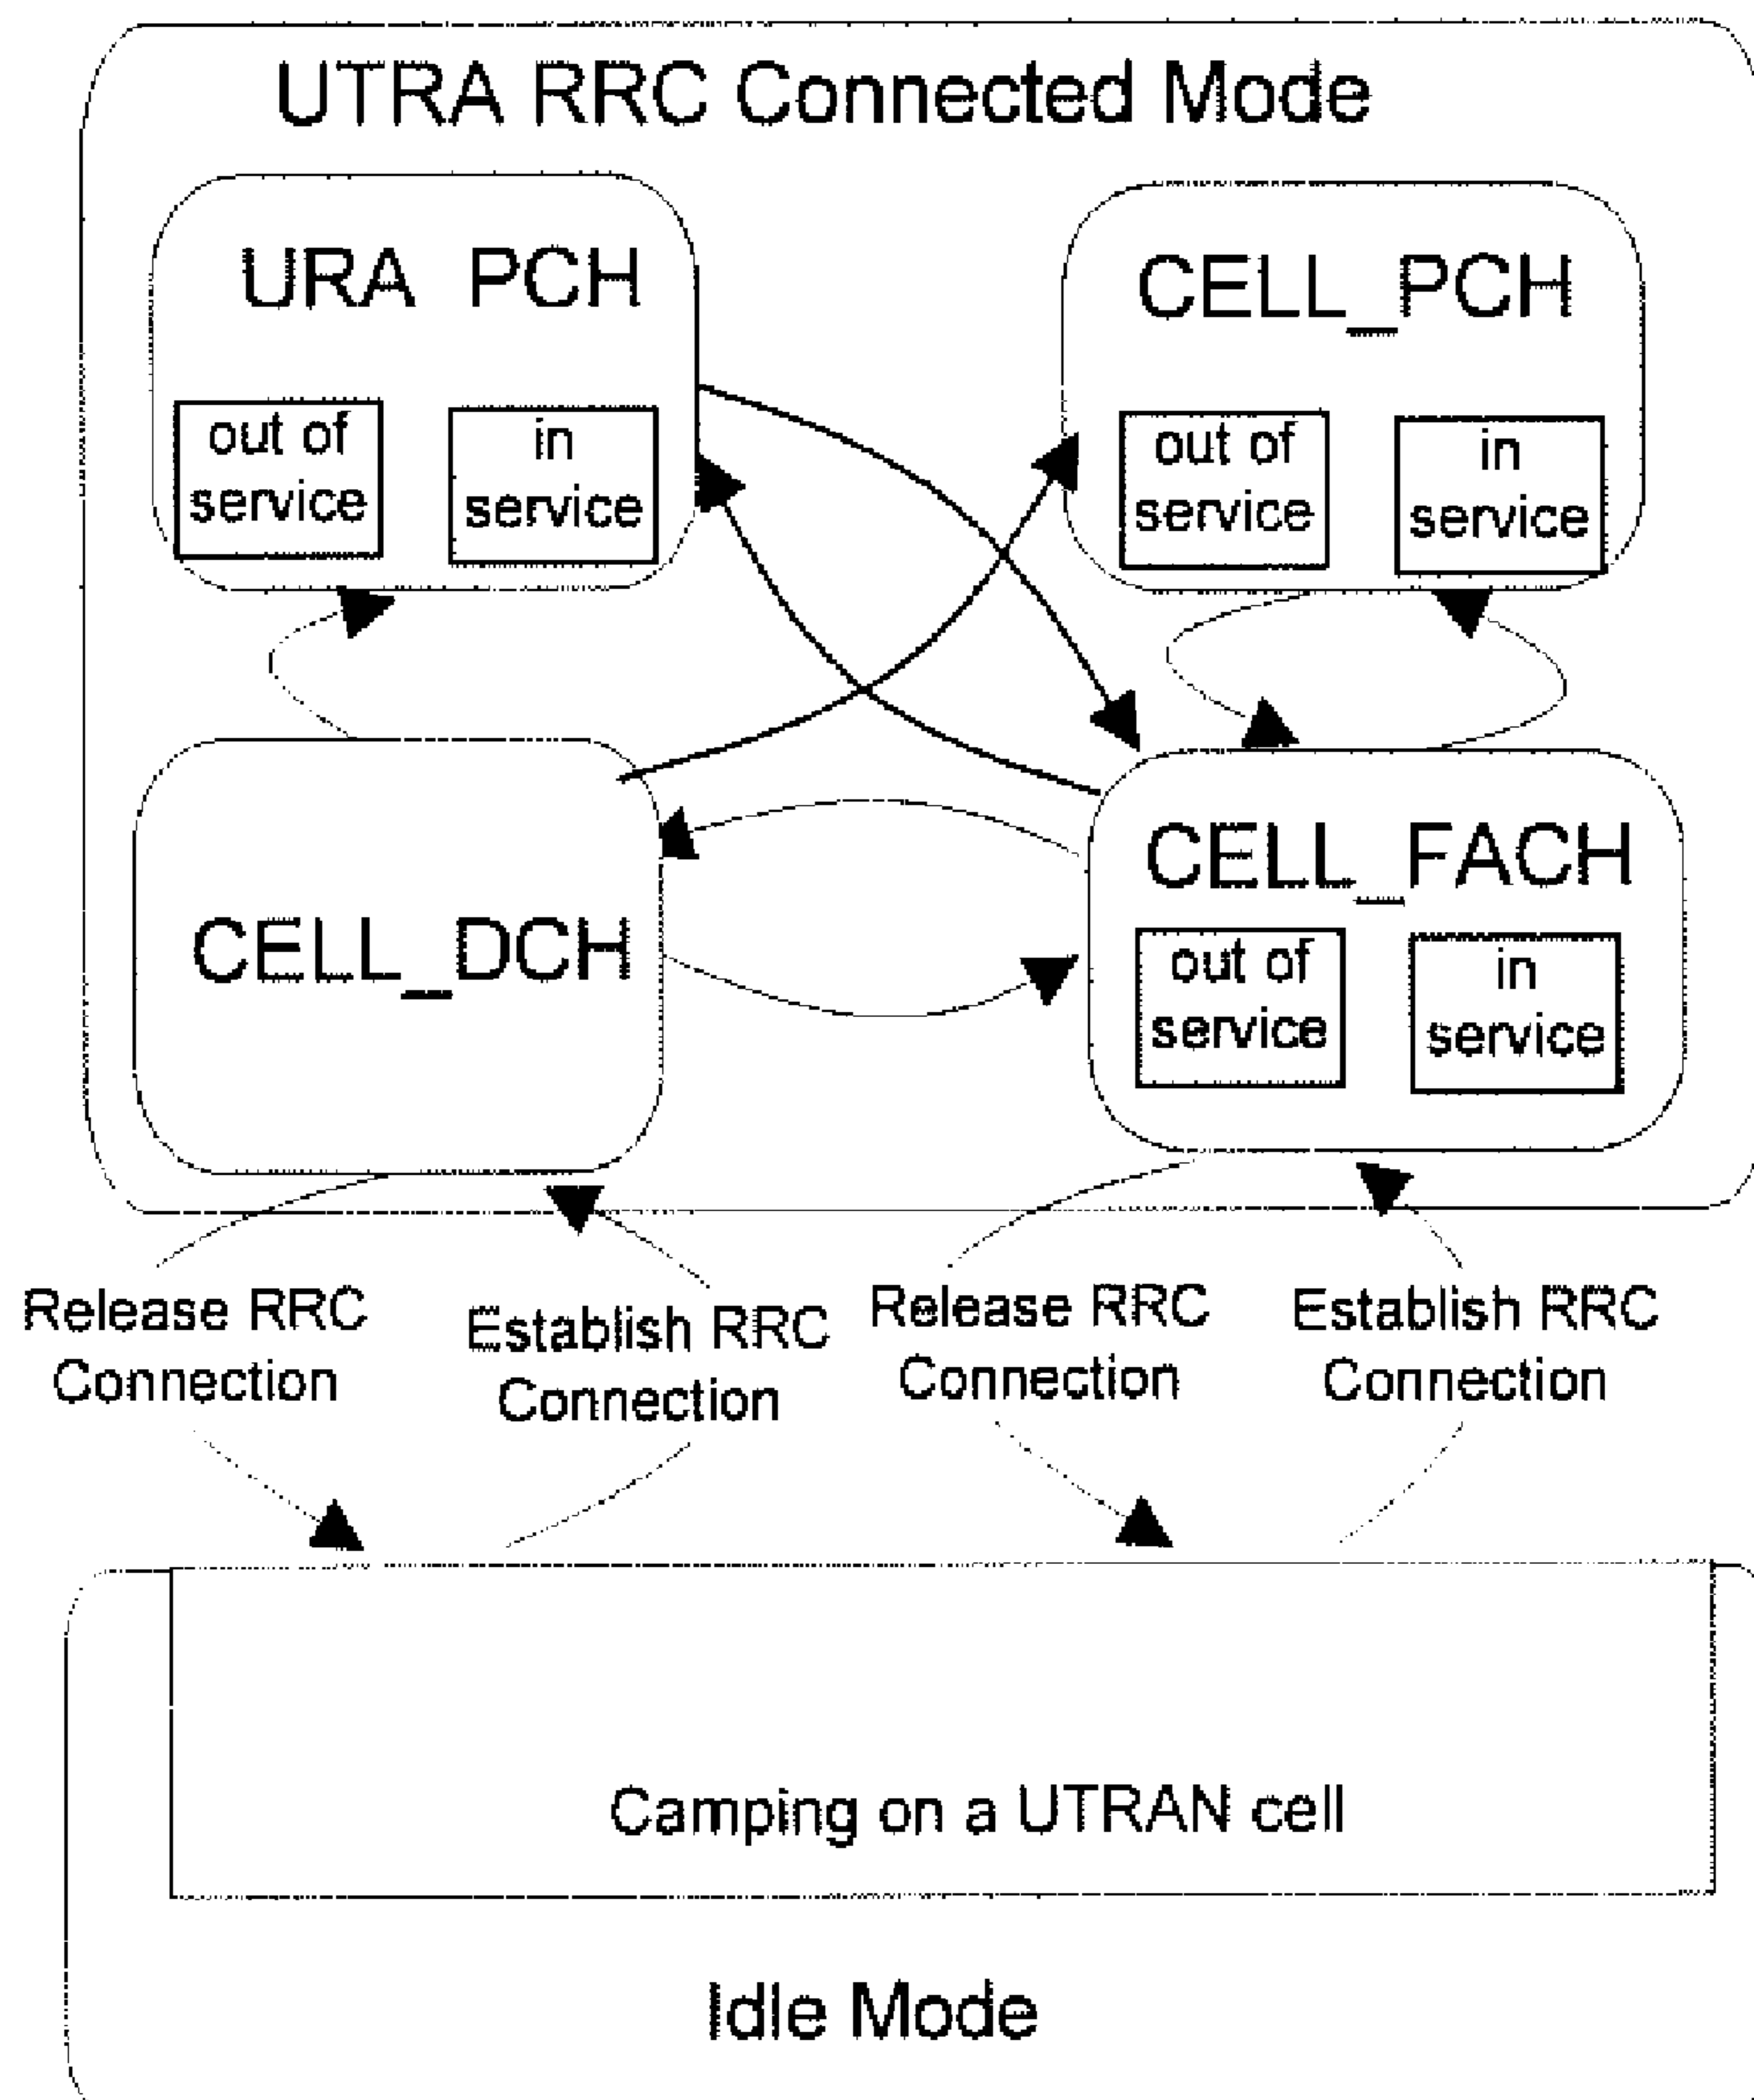 UTRA RRC Connected Mode
URA PCH
CELL_PCH
out of
service
in
service
out of
service
in
service
CELL_DCH
CELL_FACH
out of
service
in
service
Release RRC
Connection
Establish RRC
Connection
Release RRC
Connection
Establish RRC
Connection
Camping on a UTRAN cell
Idle Mode